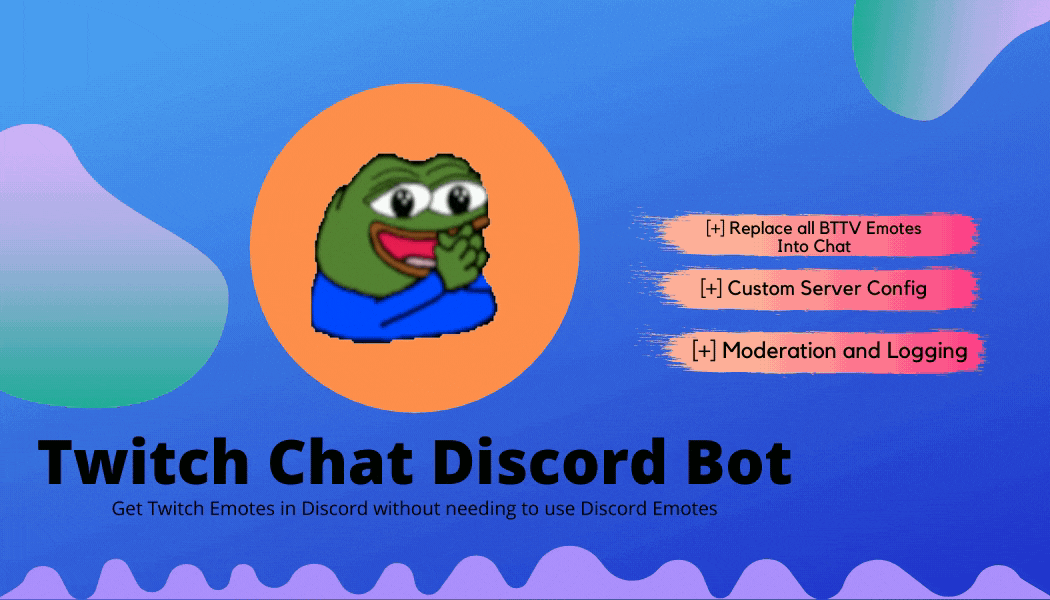 [+] Replace all BTTV Emotes
Into Chat
[+] Custom Server Config
[+] Moderation and Logging
Twitch Chat Discord Bot
Get Twitch Emotes in Discord without needing to use Discord Emotes